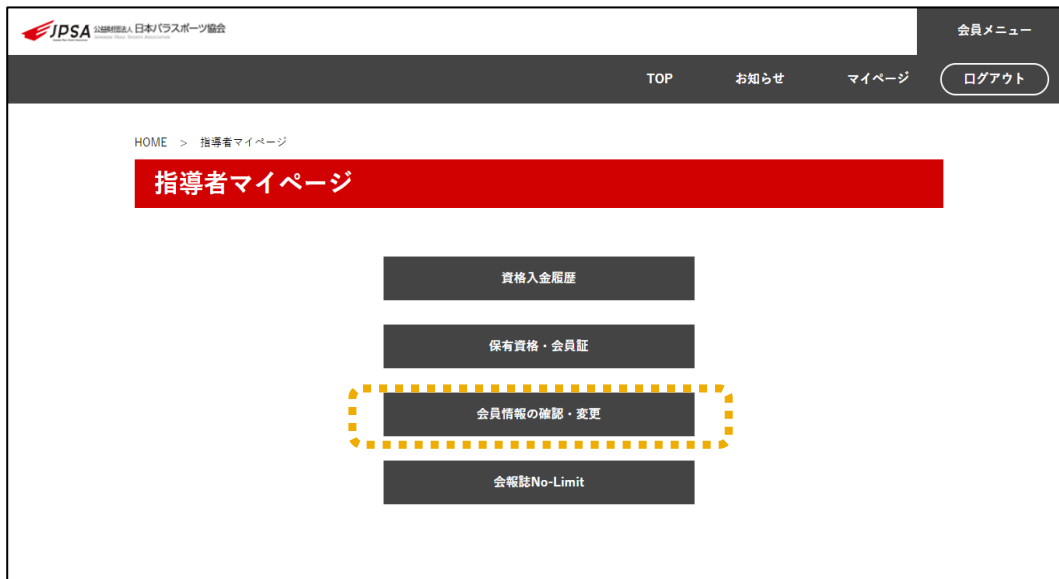 JPSA 公益財団法人 日本パラスポーツ協会
会員メニュー
TOP お知らせ マイページ ログアウト
HOME > 指導者マイページ
指導者マイページ
資格入金履歴
保有資格・会員証
会員情報の確認・変更
会報誌No-Limit